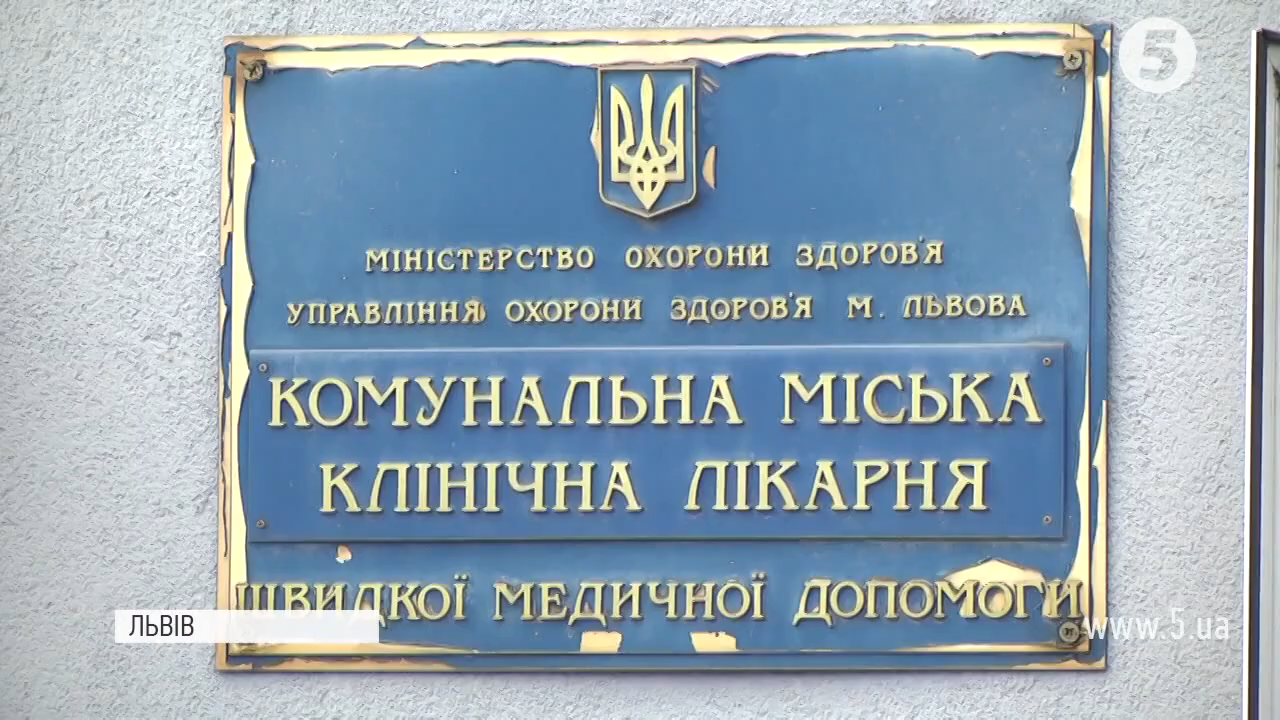 5
МІНІСТЕРСТВО ОХОРОНИ ЗДОРОВ'Я
УПРАВЛІННЯ ОХОРОНИ ЗДОРОВ'Я М. ЛЬВОВА
КОМУНАЛЬНА МІСЬКА
КЛІНІЧНА ЛІКАРНЯ
ШВИДКОЇ МЕДИЧНОЇ ДОПОМОГИ
ЛЬВІВ
www.5.ua